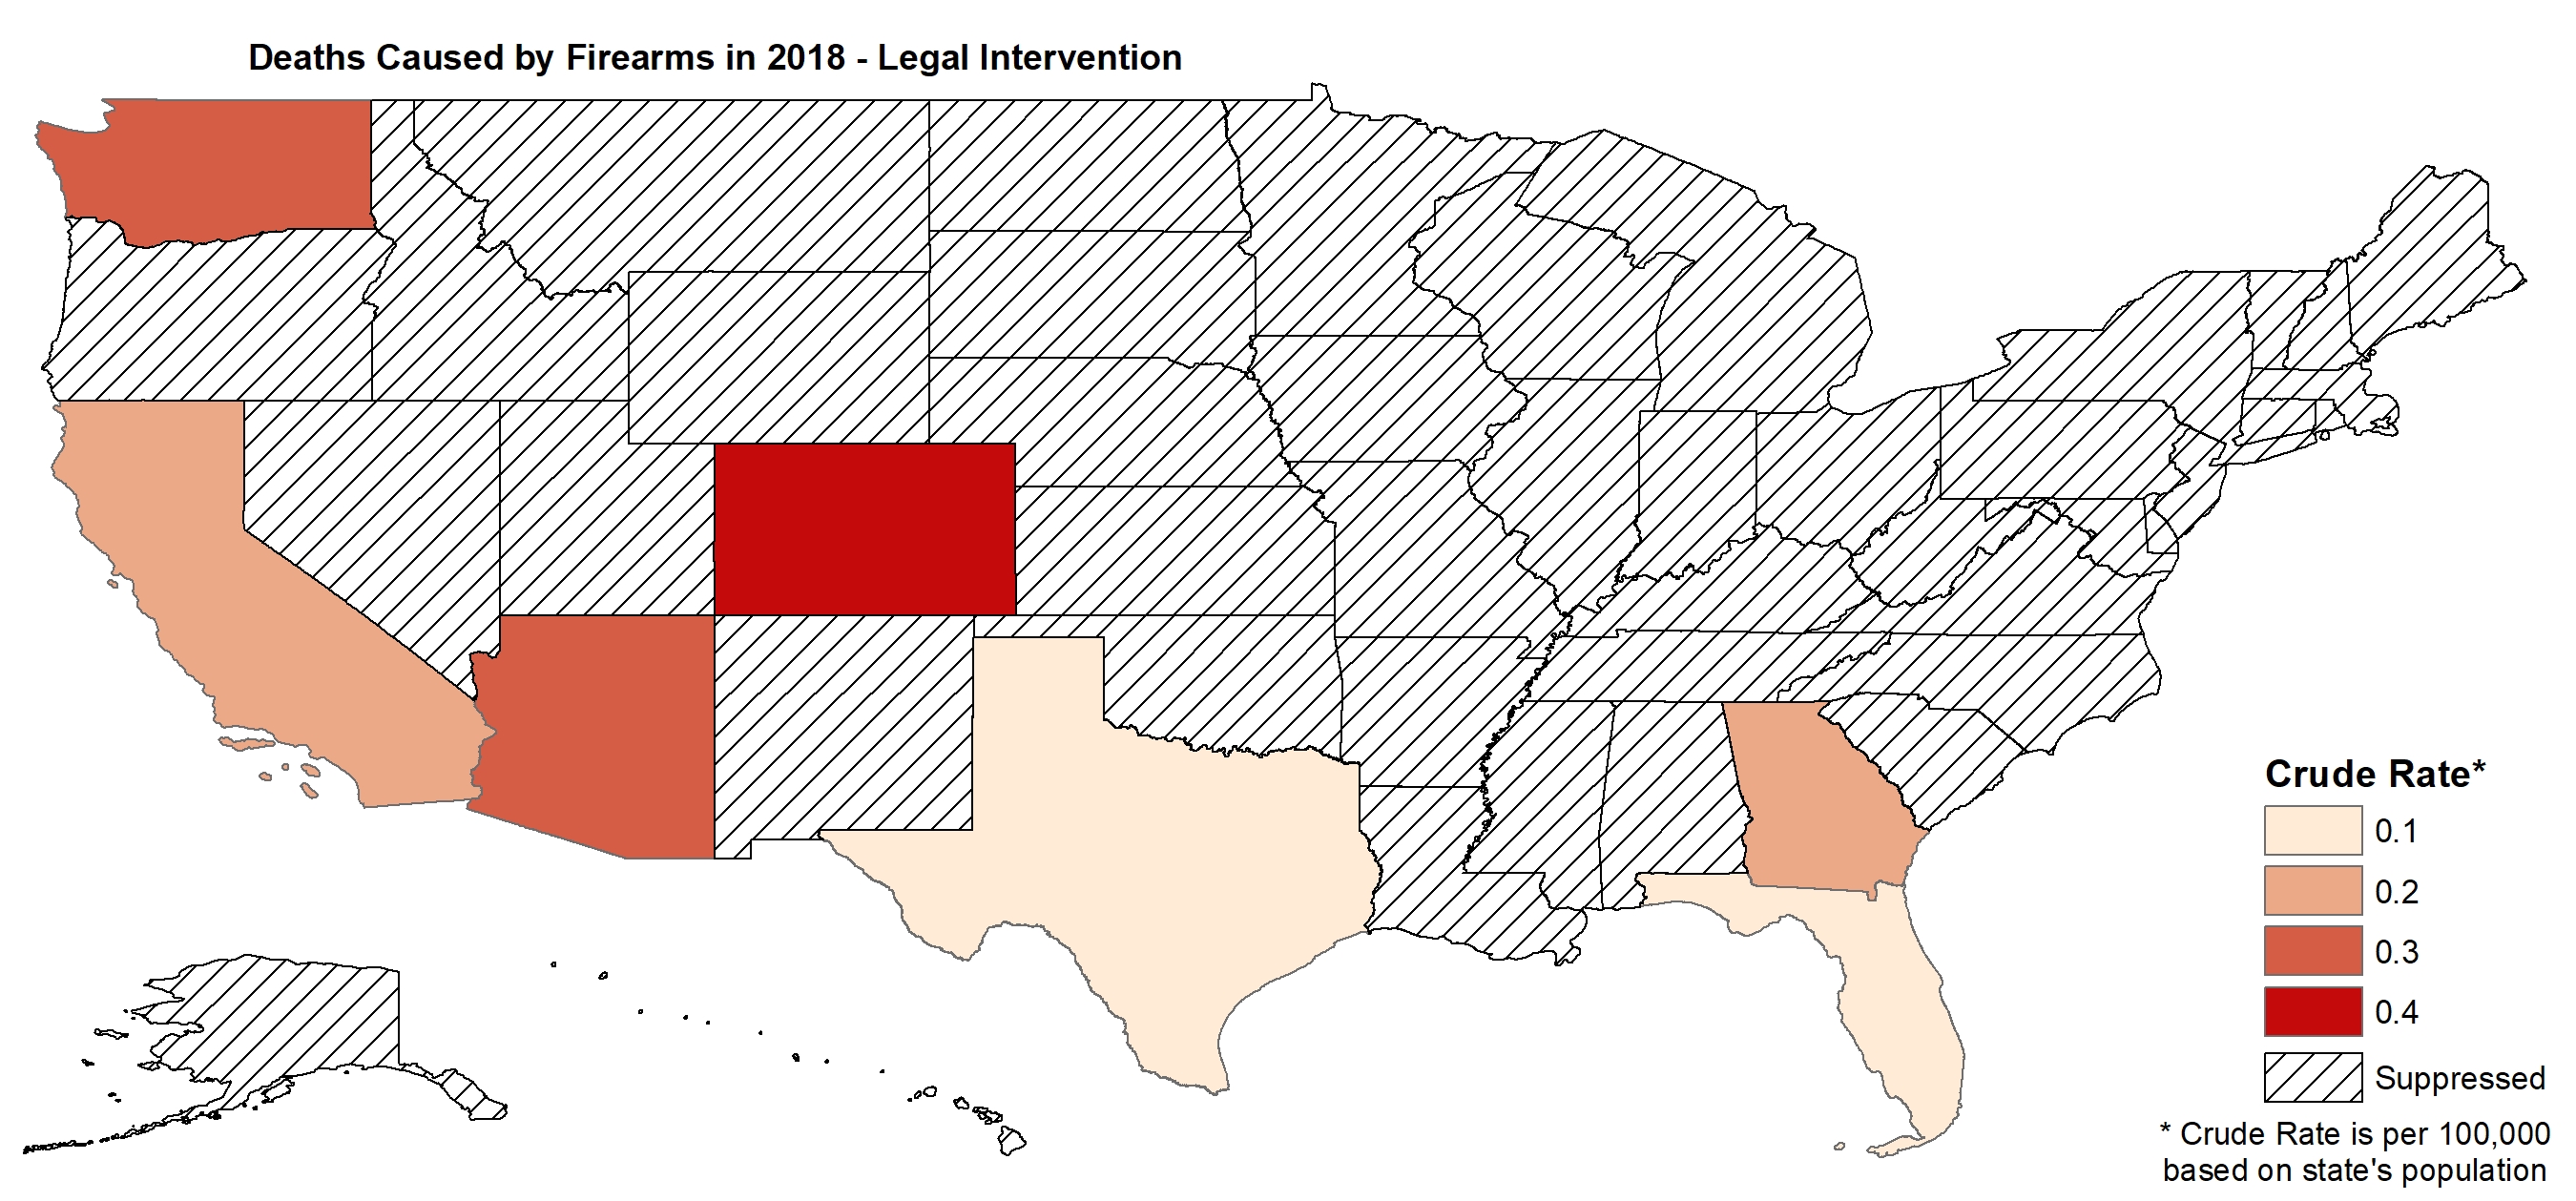 Deaths Caused by Firearms in 2018 - Legal Intervention
Crude Rate*
0.1
0.2
0.3
0.4
Suppressed
* Crude Rate is per 100,000
based on state's population